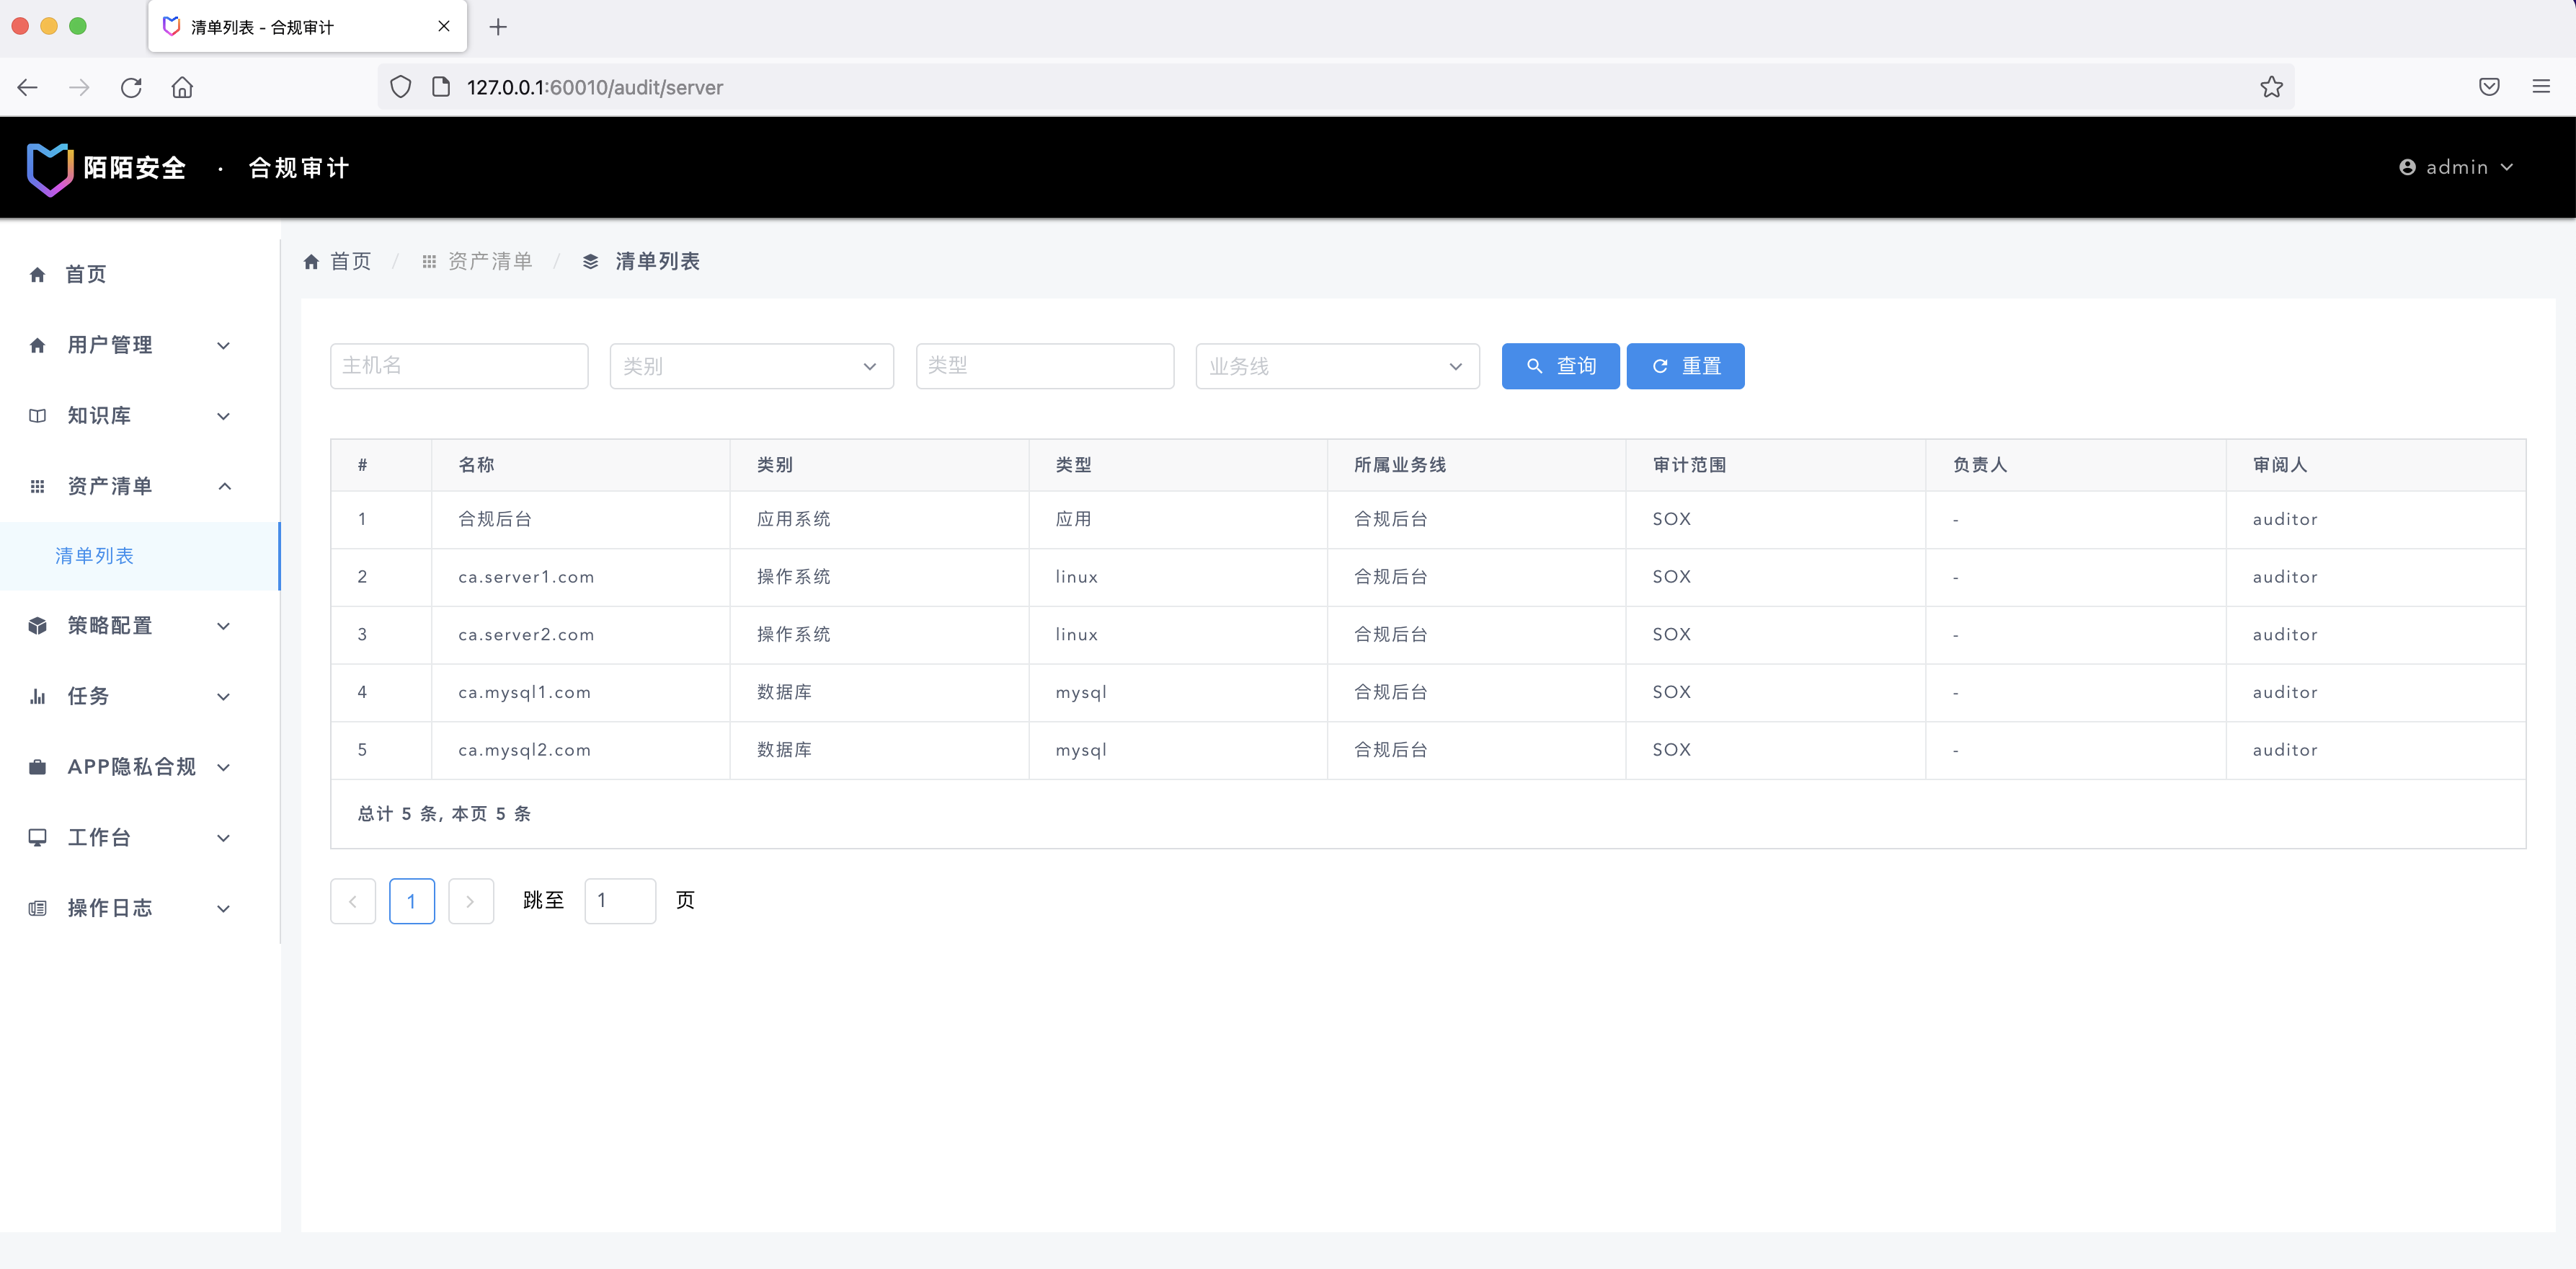 清单列表 - 合规审计
127.0.0.1:60010/audit/server
陌陌安全 · 合规审计
admin
首页
用户管理
知识库
资产清单
清单列表
策略配置
任务
APP隐私合规
工作台
操作日志
首页 / 资产清单 / 清单列表
主机名 类别 类型 业务线 查询 重置
# 名称 类别 类型 所属业务线 审计范围 负责人 审阅人
1 合规后台 应用系统 应用 合规后台 SOX - auditor
2 ca.server1.com 操作系统 linux 合规后台 SOX - auditor
3 ca.server2.com 操作系统 linux 合规后台 SOX - auditor
4 ca.mysql1.com 数据库 mysql 合规后台 SOX - auditor
5 ca.mysql2.com 数据库 mysql 合规后台 SOX - auditor
总计 5 条, 本页 5 条
1 跳至 1 页